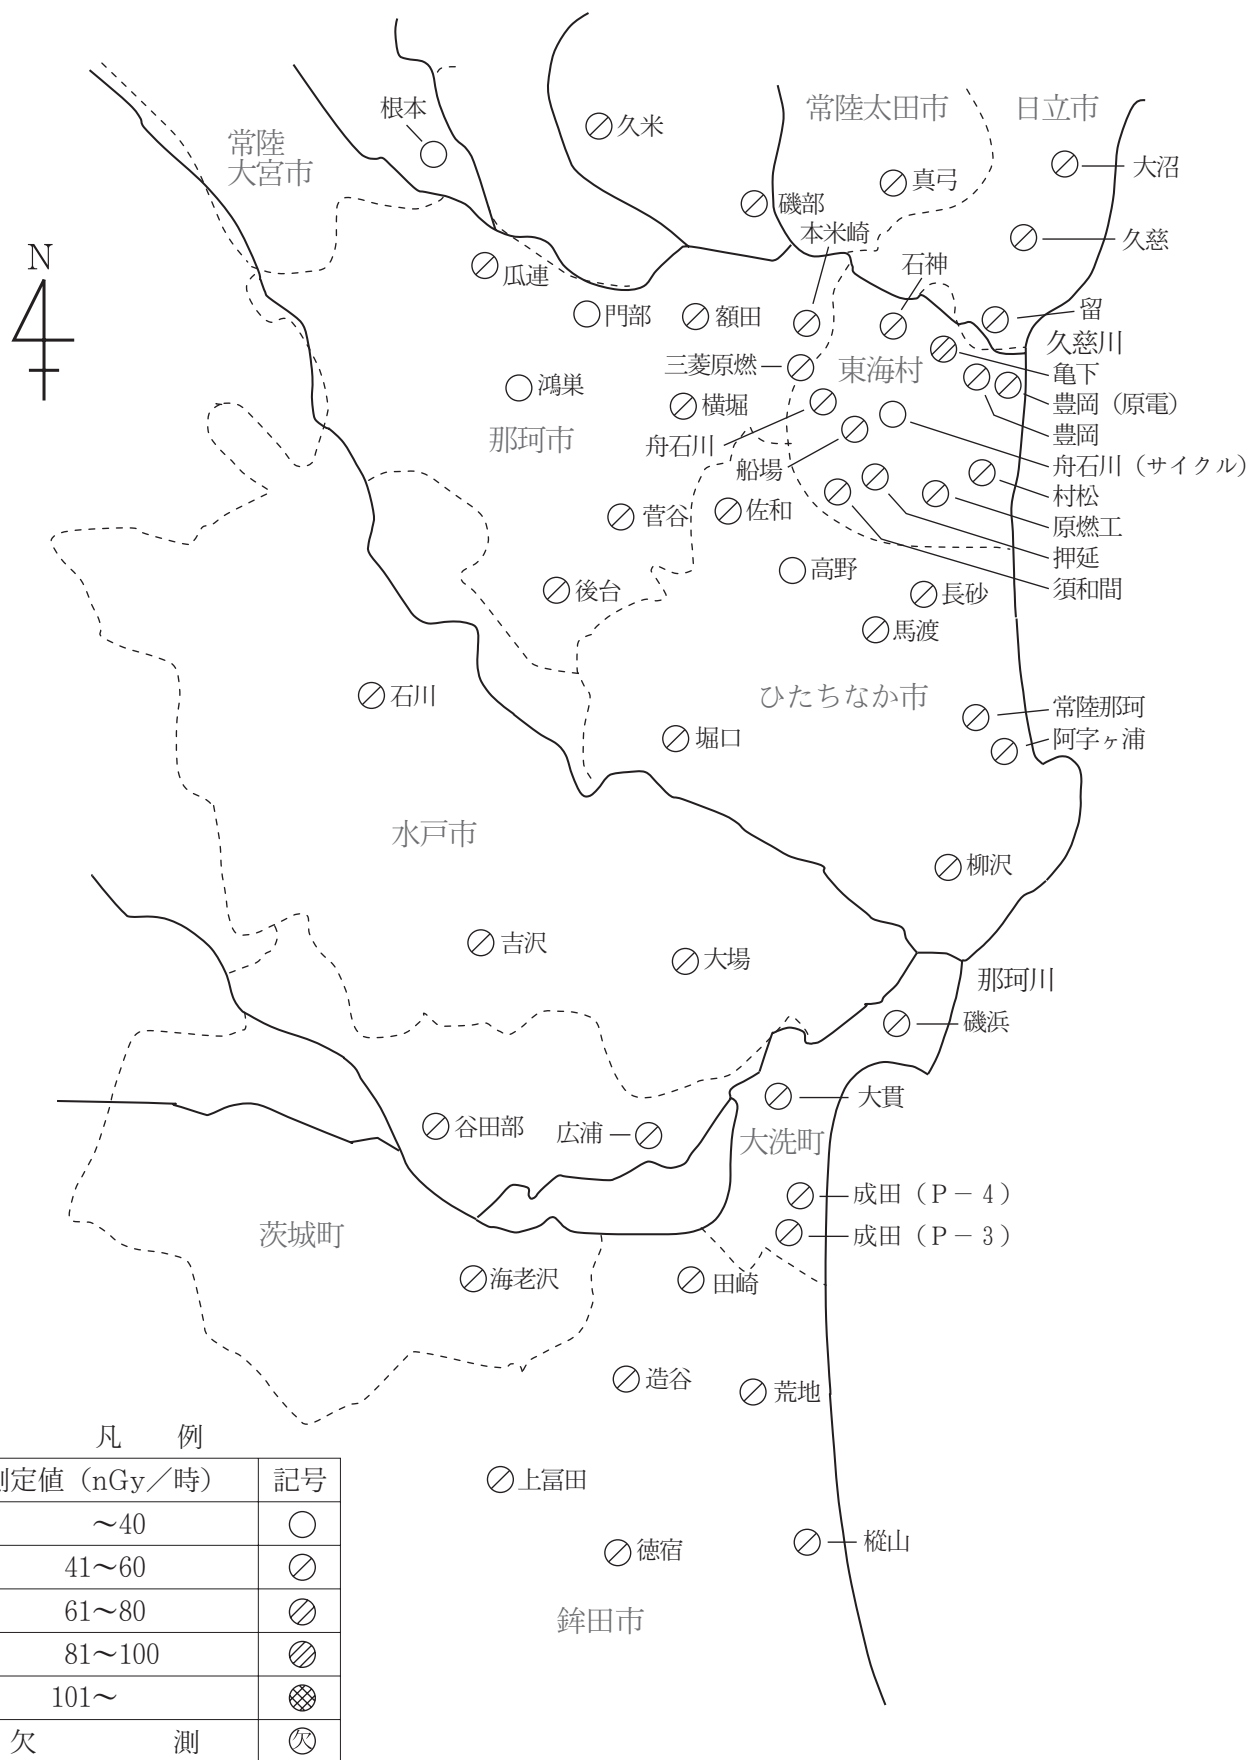 根本
久米
常陸太田市
日立市
常陸
大宮市
大沼
真弓
磯部
本米崎
久慈
N
石神
瓜連
門部
額田
留
久慈川
三菱原燃
東海村
亀下
鴻巣
横堀
豊岡（原電）
那珂市
舟石川
豊岡
船場
舟石川（サイクル）
村松
菅谷
佐和
原燃工
押延
高野
須和間
後台
長砂
馬渡
石川
ひたちなか市
常陸那珂
堀口
阿字ヶ浦
水戸市
柳沢
吉沢
大場
那珂川
磯浜
大貫
谷田部
広浦
大洗町
成田（P－4）
茨城町
成田（P－3）
海老沢
田崎
造谷
荒地
凡　例
測定値（nGy／時）　記号
～40
41～60
61～80
81～100
101～
欠　測　欠
上冨田
徳宿
樅山
鉾田市